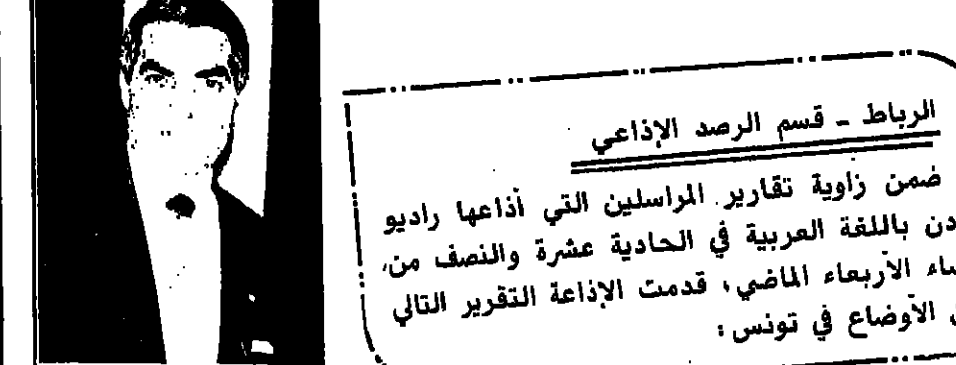 الرباط - قسم الرصد الإذاعي
ضمن زاوية تقارير المراسلين التي أذاعها راديو
باللغة العربية في الحادية عشرة والنصف من،
الأربعاء الماضي، قدمت الإذاعة التقرير التالي
الأوضاع في تونس :